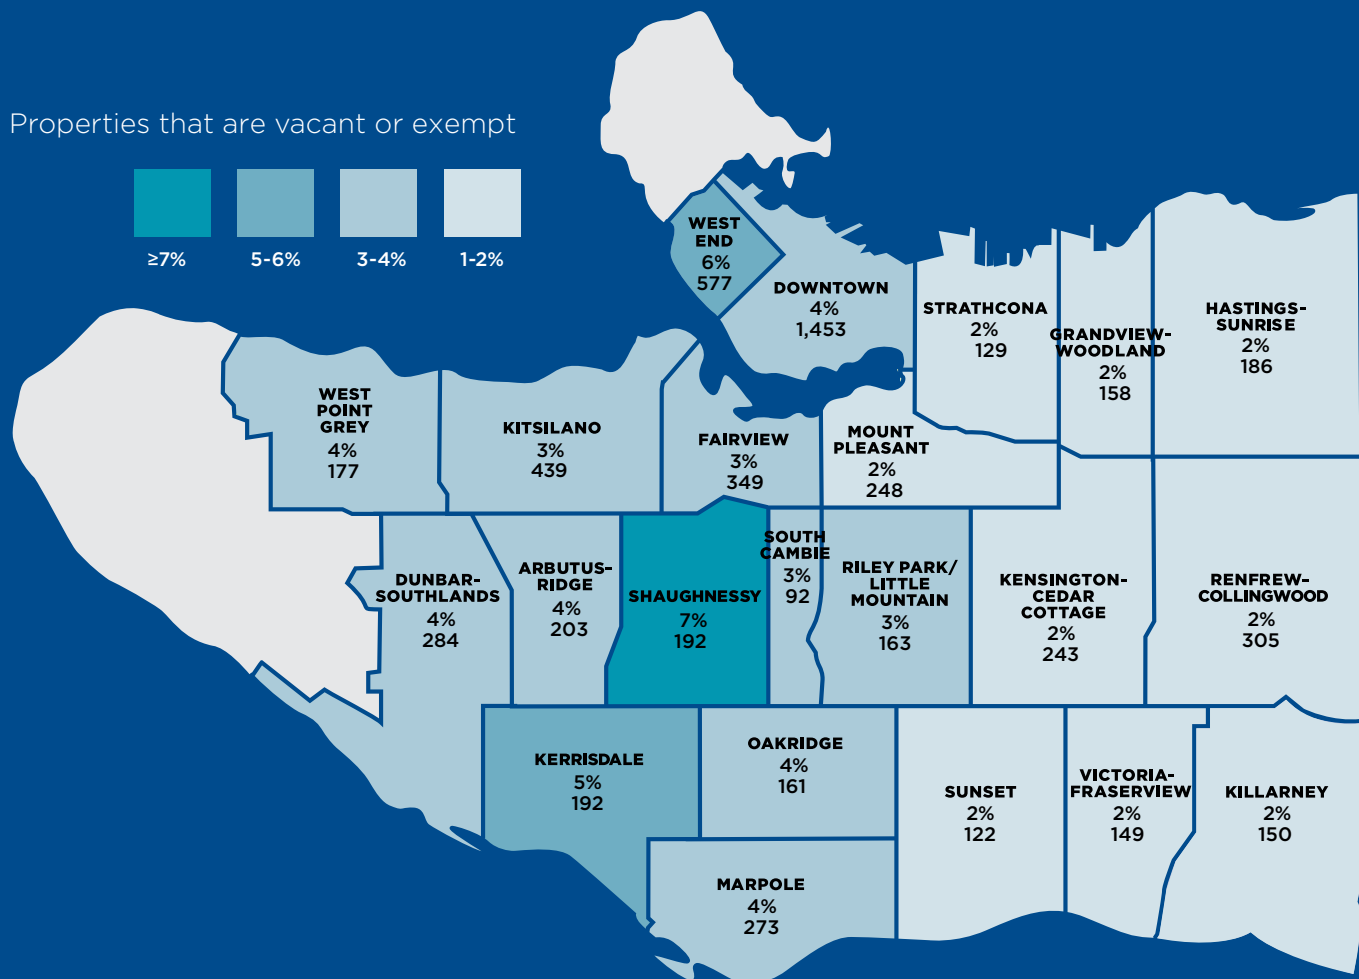 Properties that are vacant or exempt
≥7%
5-6%
3-4%
1-2%
WEST
END
6%
577
DOWNTOWN
4%
1,453
STRATHCONA
2%
129
GRANDVIEW-
WOODLAND
2%
158
HASTINGS-
SUNRISE
2%
186
WEST
POINT
GREY
4%
177
KITSILANO
3%
439
FAIRVIEW
3%
349
MOUNT
PLEASANT
2%
248
DUNBAR-
SOUTHLANDS
4%
284
ARBUTUS-
RIDGE
4%
203
SHAUGHNESSY
7%
192
SOUTH
CAMBIE
3%
92
RILEY PARK/
LITTLE
MOUNTAIN
3%
163
KENSINGTON-
CEDAR
COTTAGE
2%
243
RENFREW-
COLLINGWOOD
2%
305
KERRISDALE
5%
192
OAKRIDGE
4%
161
SUNSET
2%
122
VICTORIA-
FRASERVIEW
2%
149
KILLARNEY
2%
150
MARPOLE
4%
273